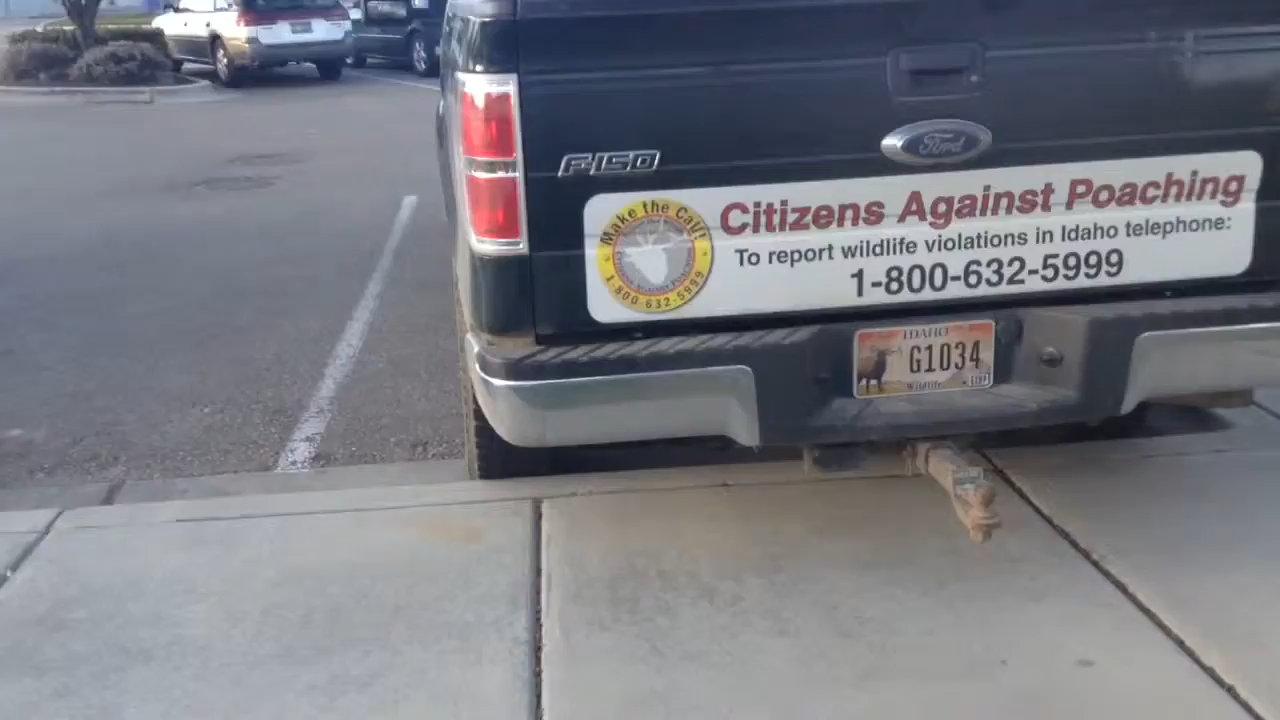 F-150
Ford
Make the Call!
1-800-632-5999
Citizens Against Poaching
To report wildlife violations in Idaho telephone:
1-800-632-5999
IDAHO
G1034
Wildlife